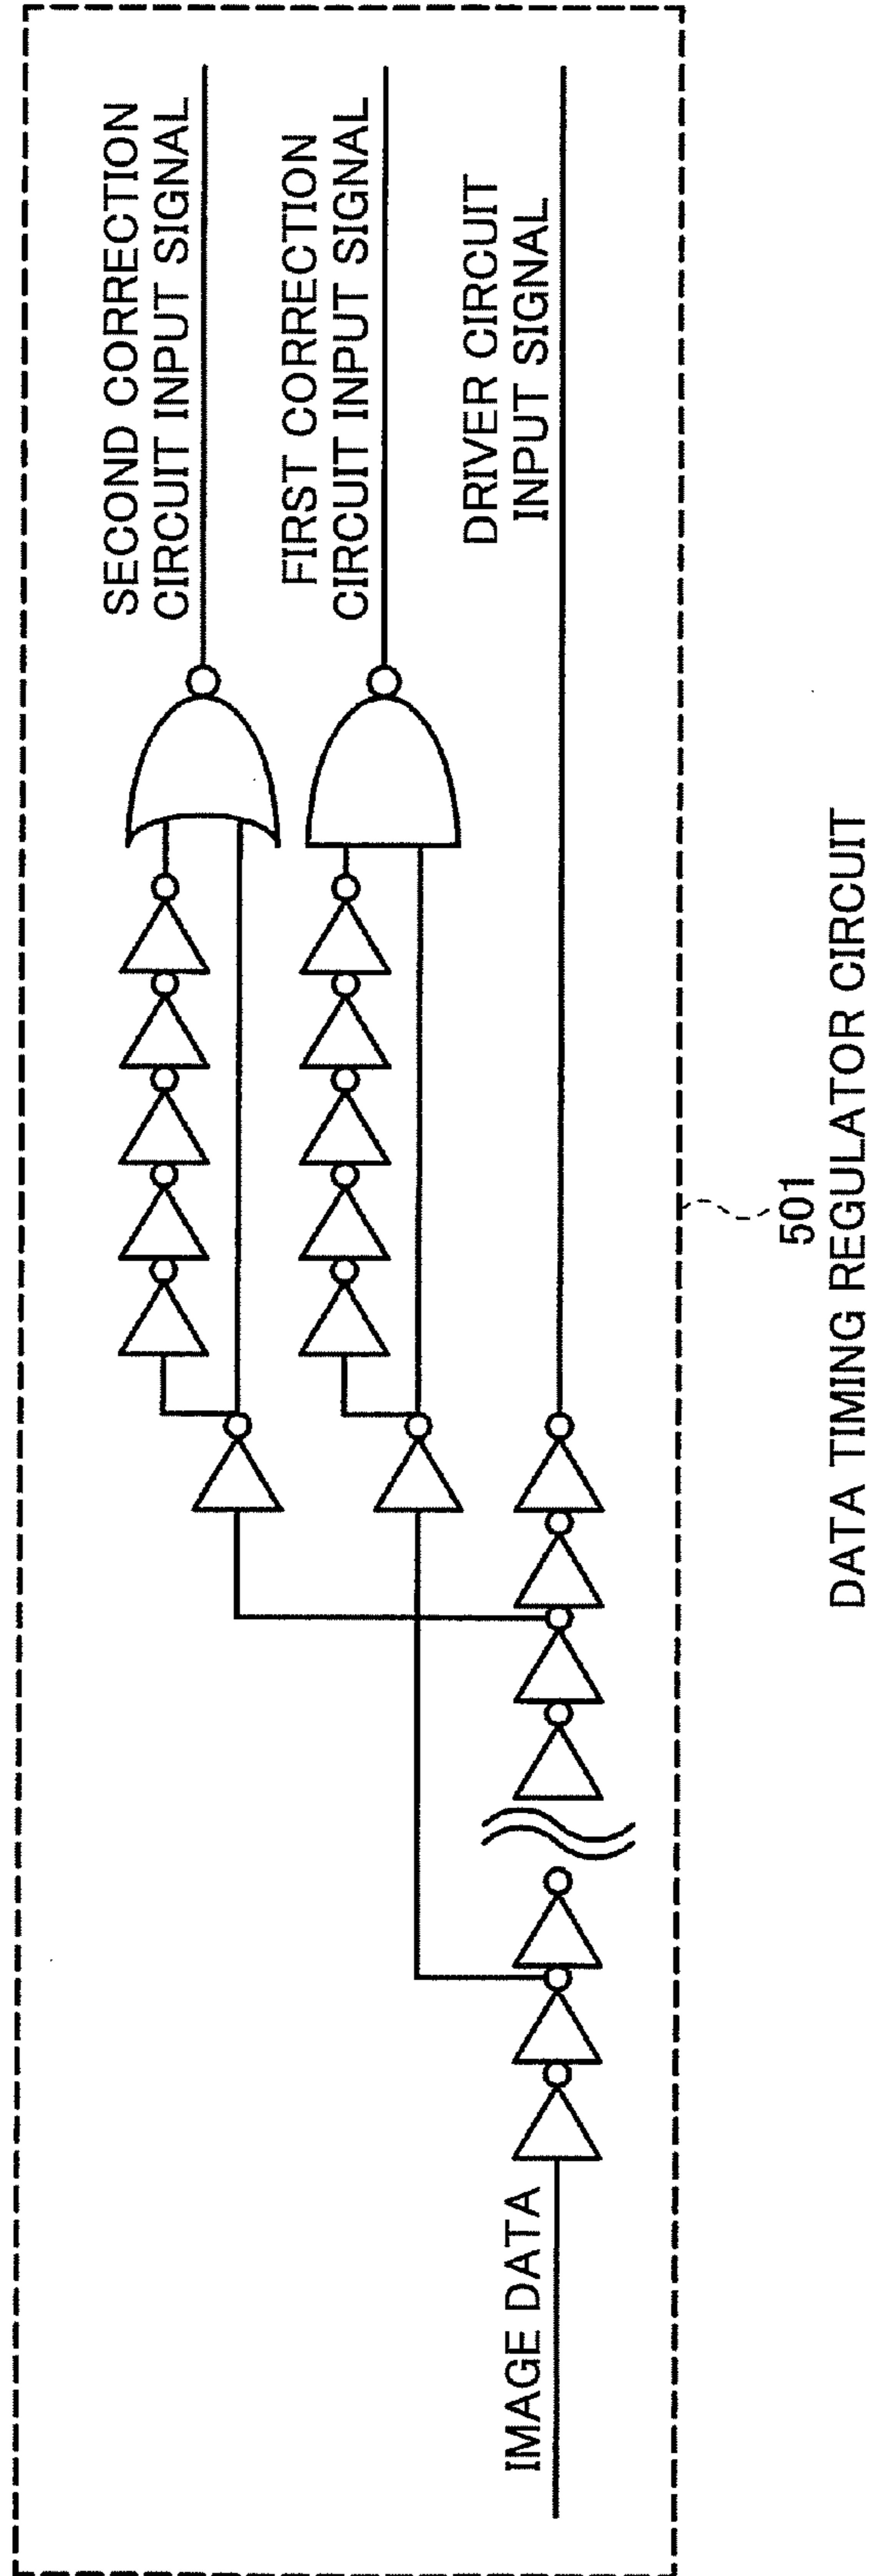 SECOND CORRECTION
CIRCUIT INPUT SIGNAL
FIRST CORRECTION
CIRCUIT INPUT SIGNAL
DRIVER CIRCUIT
INPUT SIGNAL
IMAGE DATA
501
DATA TIMING REGULATOR CIRCUIT